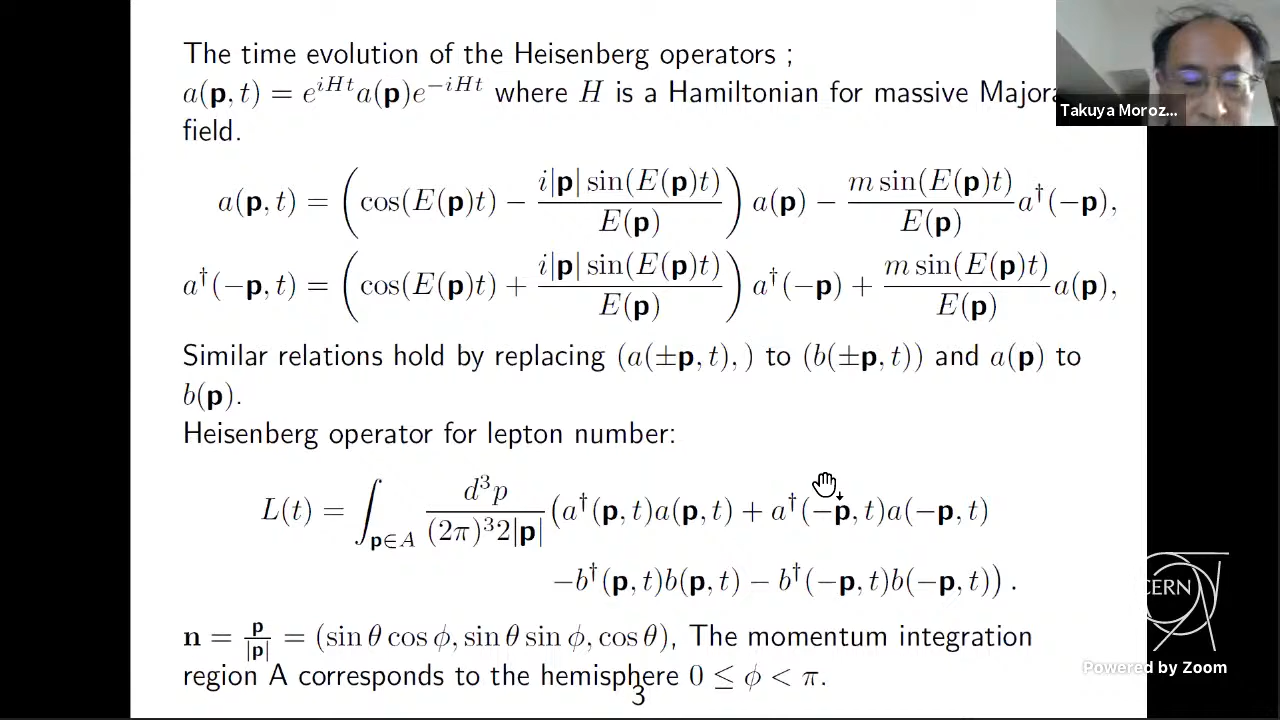 The time evolution of the Heisenberg operators ;
a(p, t) = e^{iHt}a(p)e^{−iHt} where H is a Hamiltonian for massive Majora
field.
a(p, t) = ( cos(E(p)t) − i|p| sin(E(p)t) / E(p) ) a(p) − m sin(E(p)t) / E(p) a†(−p),
a†(−p, t) = ( cos(E(p)t) + i|p| sin(E(p)t) / E(p) ) a†(−p) + m sin(E(p)t) / E(p) a(p),
Similar relations hold by replacing (a(±p, t), ) to (b(±p, t)) and a(p) to
b(p).
Heisenberg operator for lepton number:
L(t) = ∫_{p∈A} d³p / (2π)³2|p| (a†(p, t)a(p, t) + a†(−p, t)a(−p, t)
−b†(p, t)b(p, t) − b†(−p, t)b(−p, t)) .
n = p/|p| = (sin θ cos ϕ, sin θ sin ϕ, cos θ), The momentum integration
region A corresponds to the hemisphere 0 ≤ ϕ < π.
3
Takuya Moroz...
CERN
Powered by Zoom